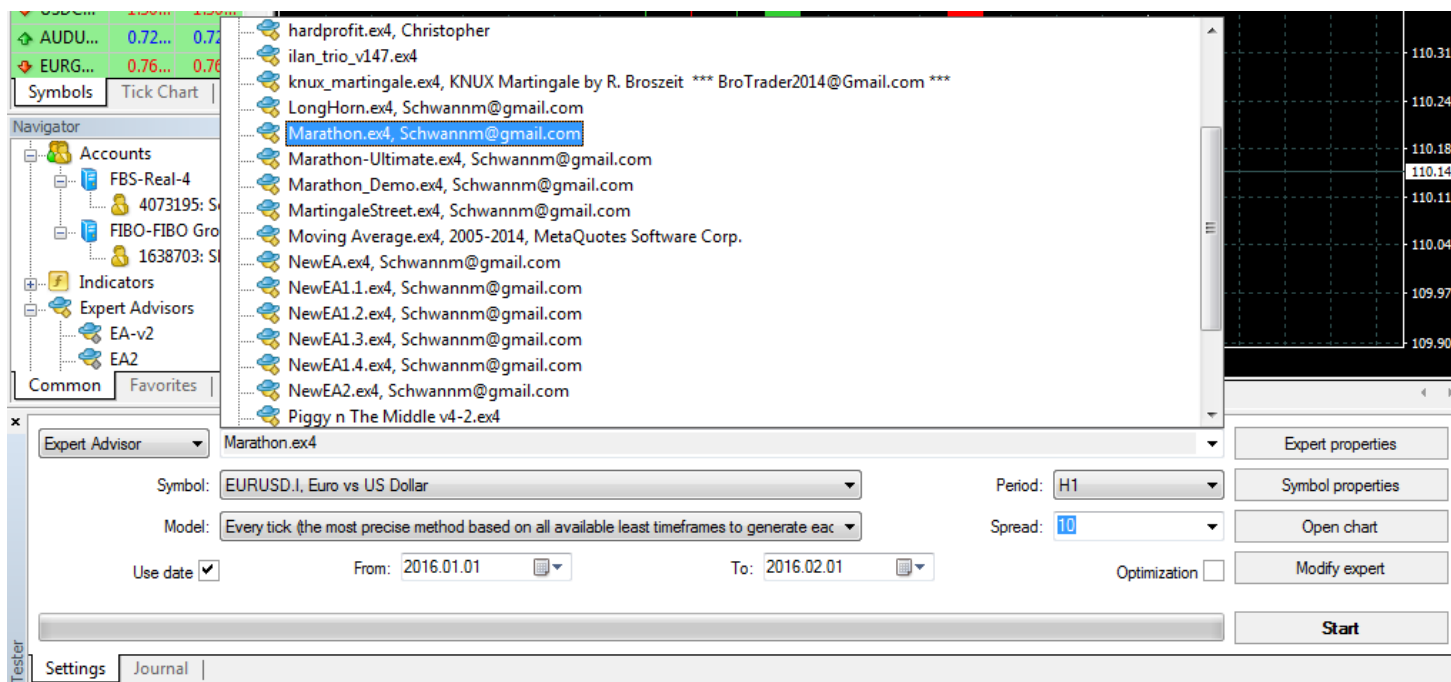 AUDU... 0.72... 0.72
EURG... 0.76... 0.76
Symbols Tick Chart
Navigator
Accounts
FBS-Real-4
4073195: S
FIBO-FIBO Gro
1638703: S
Indicators
Expert Advisors
EA-v2
EA2
Common Favorites
hardprofit.ex4, Christopher
ilan_trio_v147.ex4
knux_martingale.ex4, KNUX Martingale by R. Broszeit *** BroTrader2014@Gmail.com ***
LongHorn.ex4, Schwannm@gmail.com
Marathon.ex4, Schwannm@gmail.com
Marathon-Ultimate.ex4, Schwannm@gmail.com
Marathon_Demo.ex4, Schwannm@gmail.com
MartingaleStreet.ex4, Schwannm@gmail.com
Moving Average.ex4, 2005-2014, MetaQuotes Software Corp.
NewEA.ex4, Schwannm@gmail.com
NewEA1.1.ex4, Schwannm@gmail.com
NewEA1.2.ex4, Schwannm@gmail.com
NewEA1.3.ex4, Schwannm@gmail.com
NewEA1.4.ex4, Schwannm@gmail.com
NewEA2.ex4, Schwannm@gmail.com
Piggy n The Middle v4-2.ex4
110.31
110.24
110.18
110.14
110.11
110.04
109.97
109.90
Expert Advisor Marathon.ex4 Expert properties
Symbol: EURUSD.I, Euro vs US Dollar Period: H1 Symbol properties
Model: Every tick (the most precise method based on all available least timeframes to generate eac Spread: 10 Open chart
Use date From: 2016.01.01 To: 2016.02.01 Optimization Modify expert
Start
Tester
Settings Journal